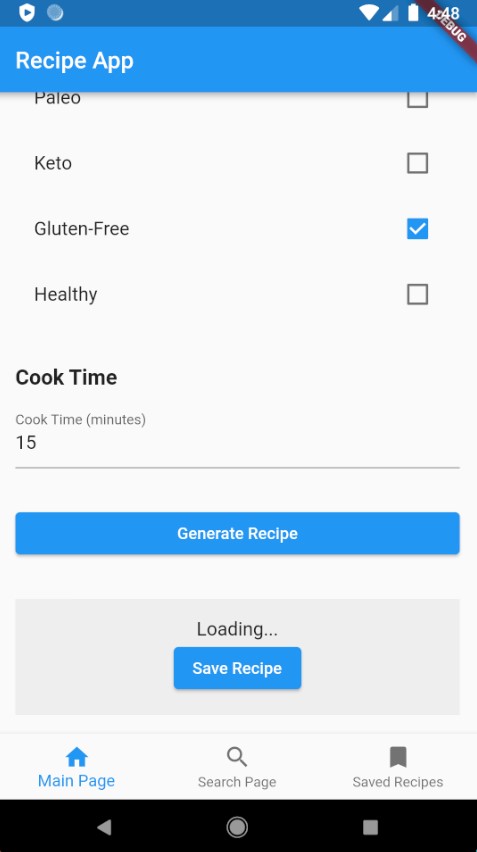 4:48
DEBUG
Recipe App
Paleo
Keto
Gluten-Free
Healthy
Cook Time
Cook Time (minutes)
15
Generate Recipe
Loading...
Save Recipe
Main Page
Search Page
Saved Recipes